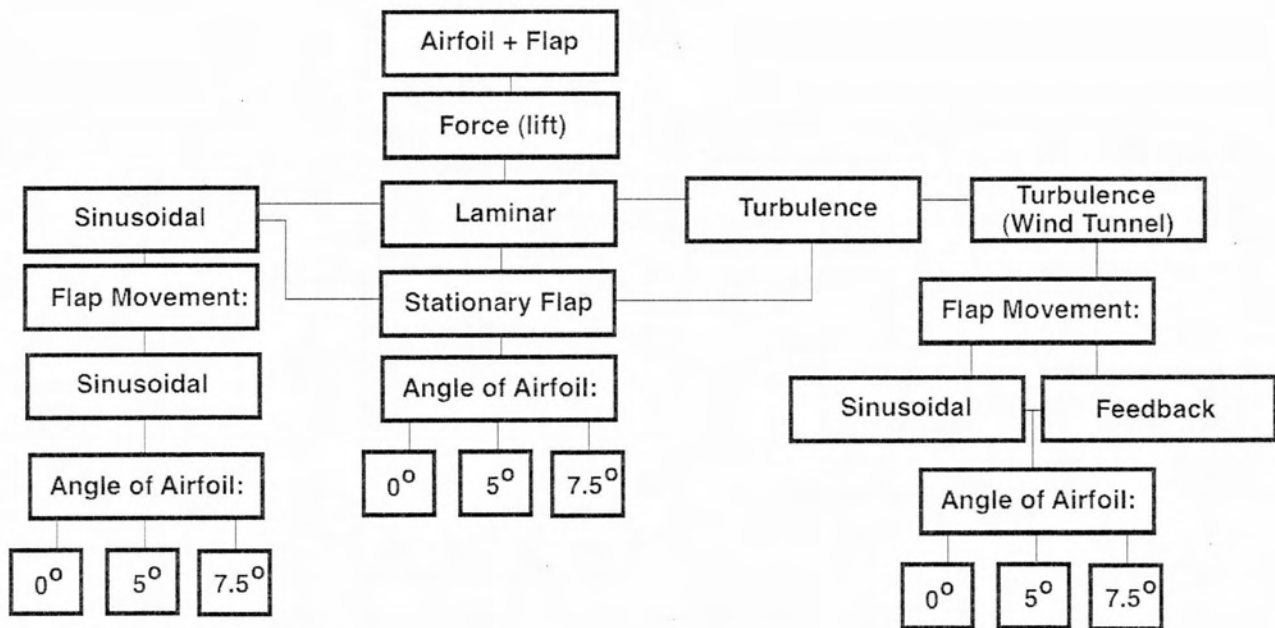 Airfoil + Flap
Force (lift)
Sinusoidal
Laminar
Turbulence
Turbulence
(Wind Tunnel)
Flap Movement:
Stationary Flap
Flap Movement:
Sinusoidal
Angle of Airfoil:
Sinusoidal
Feedback
Angle of Airfoil:
0°
5°
7.5°
Angle of Airfoil:
0°
5°
7.5°
0°
5°
7.5°